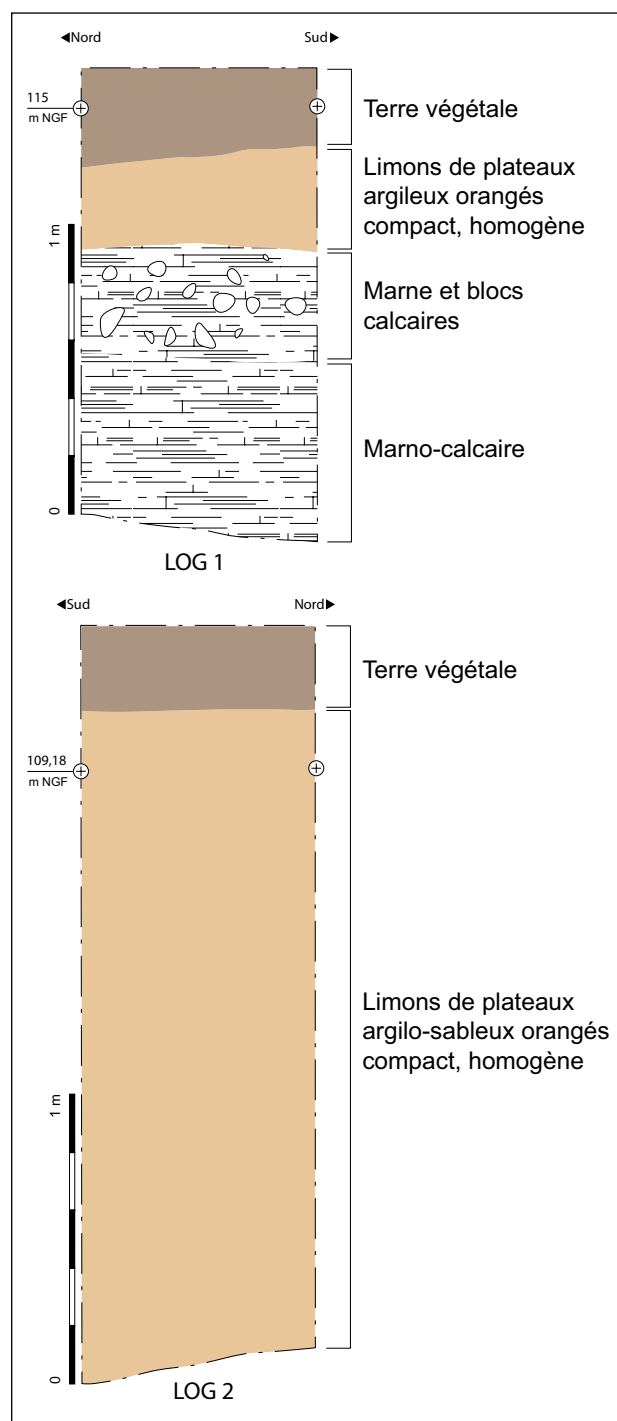 ◄Nord Sud►
115
m NGF
Terre végétale
Limons de plateaux
argileux orangés
compact, homogène
1 m
Marne et blocs
calcaires
Marno-calcaire
0
LOG 1
◄Sud Nord►
Terre végétale
109,18
m NGF
Limons de plateaux
argilo-sableux orangés
compact, homogène
1 m
0
LOG 2